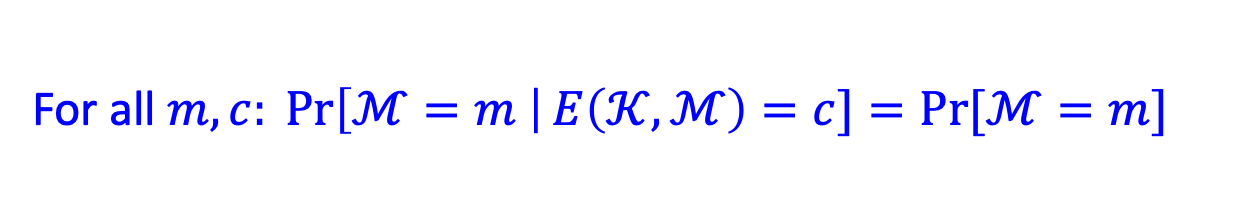 For all 𝑚, 𝑐: Pr[ℳ = 𝑚 | 𝐸(𝒦, ℳ) = 𝑐] = Pr[ℳ = 𝑚]